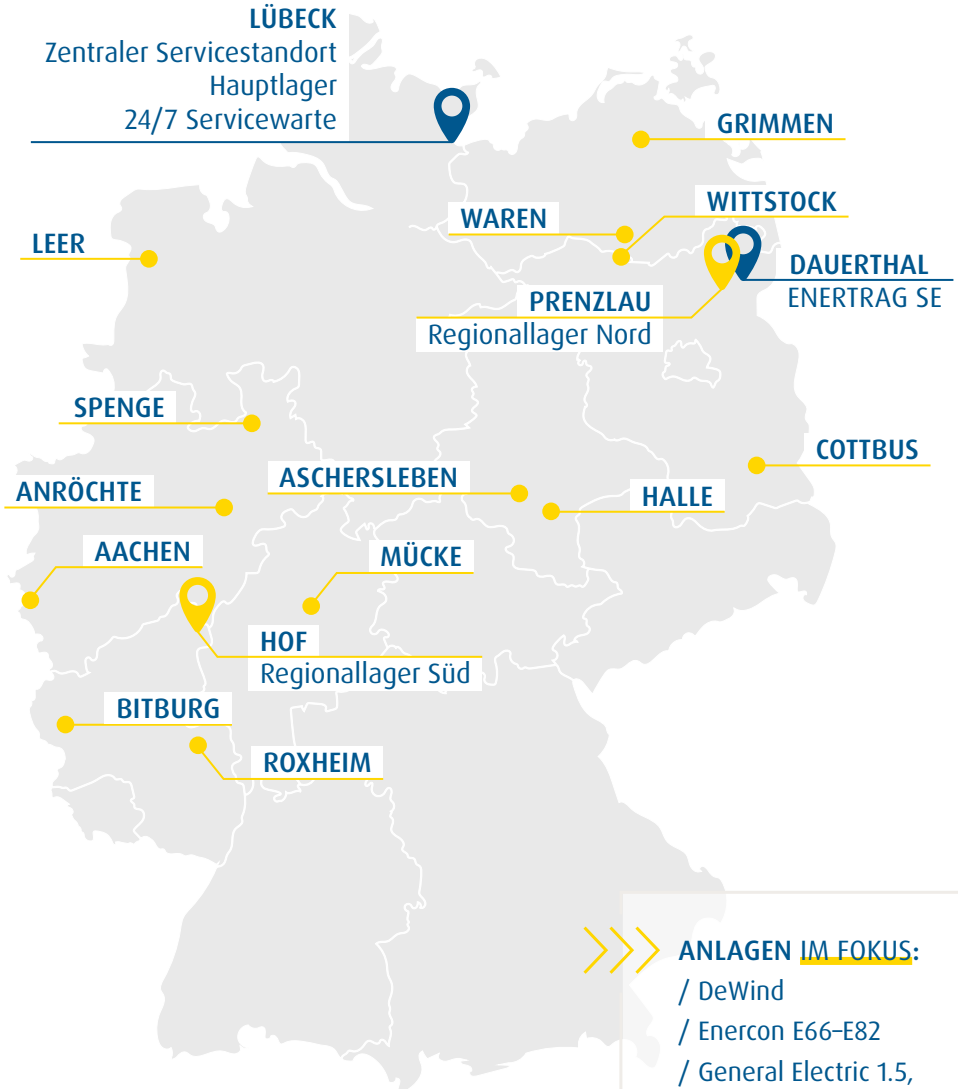 LÜBECK
Zentraler Servicestandort
Hauptlager
24/7 Servicewarte
GRIMMEN
WITTSTOCK
WAREN
LEER
DAUERTHAL
ENERTRAG SE
PRENZLAU
Regionallager Nord
SPENGE
COTTBUS
ASCHERSLEBEN
ANRÖCHTE
HALLE
AACHEN
MÜCKE
HOF
Regionallager Süd
BITBURG
ROXHEIM
ANLAGEN IM FOKUS:
/ DeWind
/ Enercon E66–E82
/ General Electric 1.5,